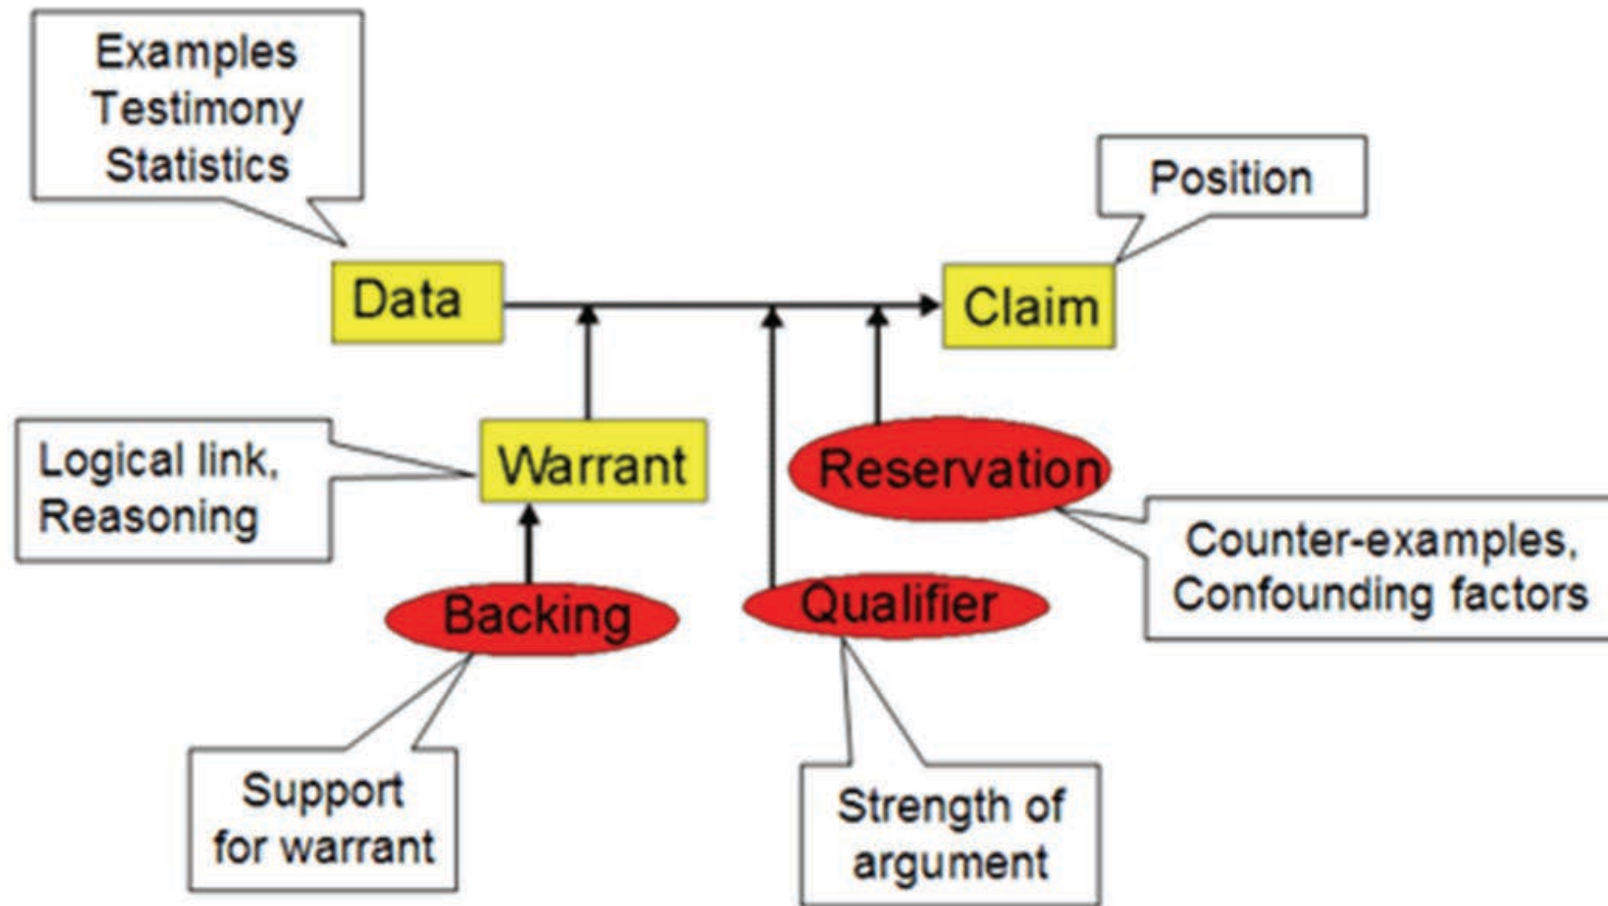 Examples
Testimony
Statistics
Position
Data
Claim
Logical link,
Reasoning
Warrant
Reservation
Counter-examples,
Confounding factors
Backing
Qualifier
Support
for warrant
Strength of
argument